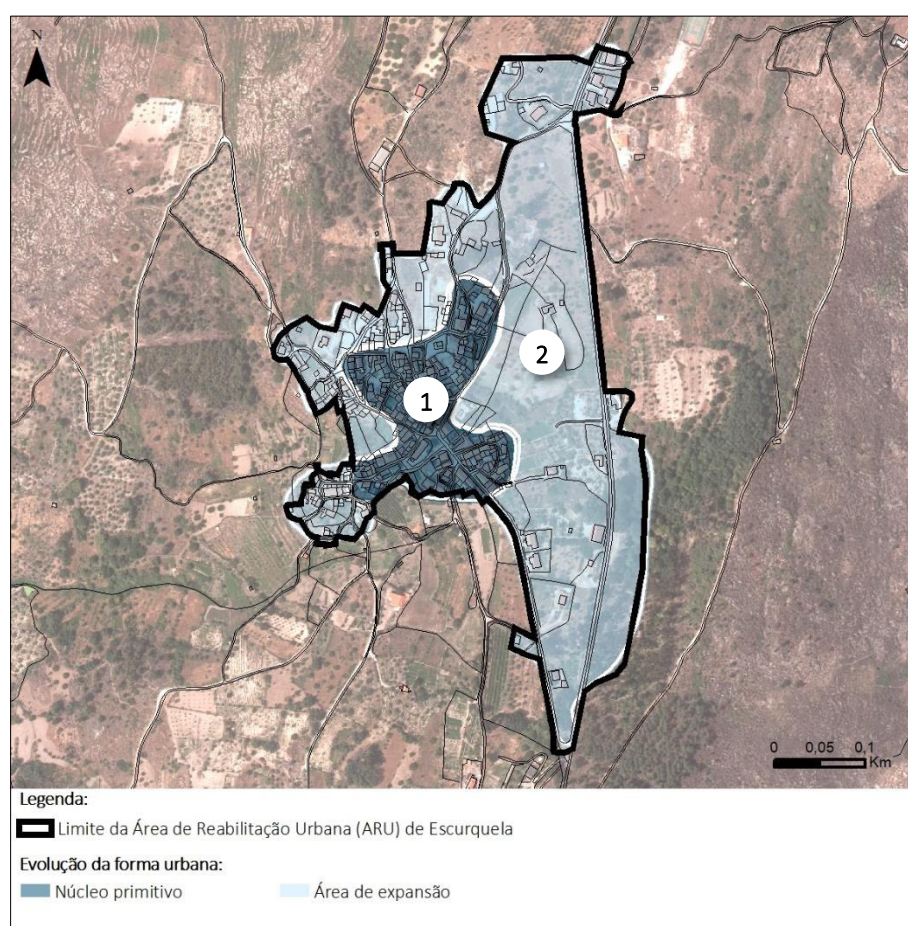 N
2
1
0 0,05 0,1
Km
Legenda:
Limite da Área de Reabilitação Urbana (ARU) de Escurquela
Evolução da forma urbana:
Núcleo primitivo Área de expansão